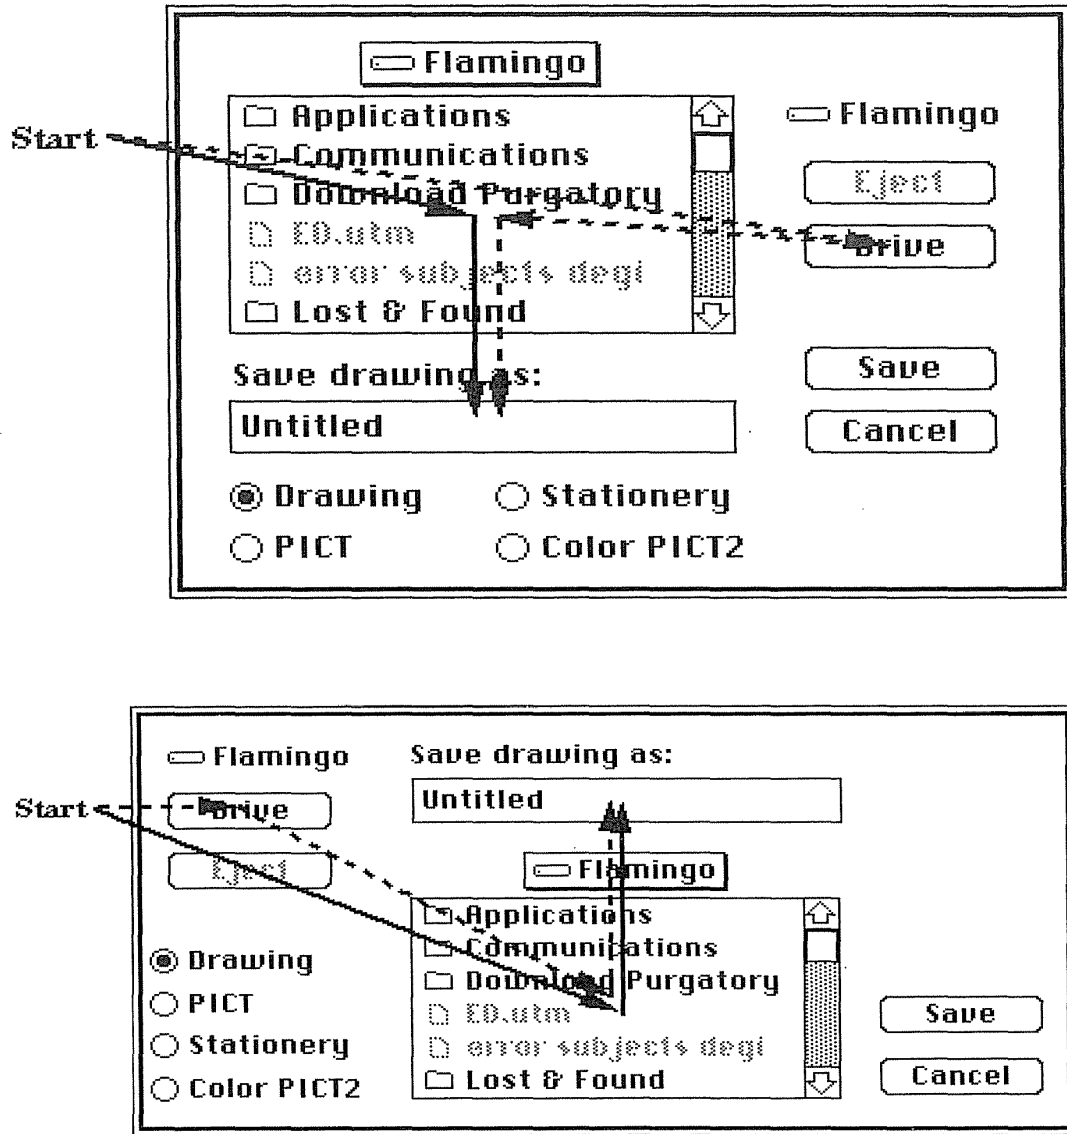 Flamingo
Applications
Flamingo
Start
Communications
Download Purgatory
Eject
ED.utm
Drive
error subjects degi
Lost & Found
Save drawing as:
Save
Untitled
Cancel
Drawing
Stationery
PICT
Color PICT2
Flamingo
Save drawing as:
Start
Drive
Untitled
Eject
Flamingo
Applications
Communications
Drawing
Download Purgatory
PICT
ED.utm
Save
Stationery
error subjects degi
Color PICT2
Lost & Found
Cancel